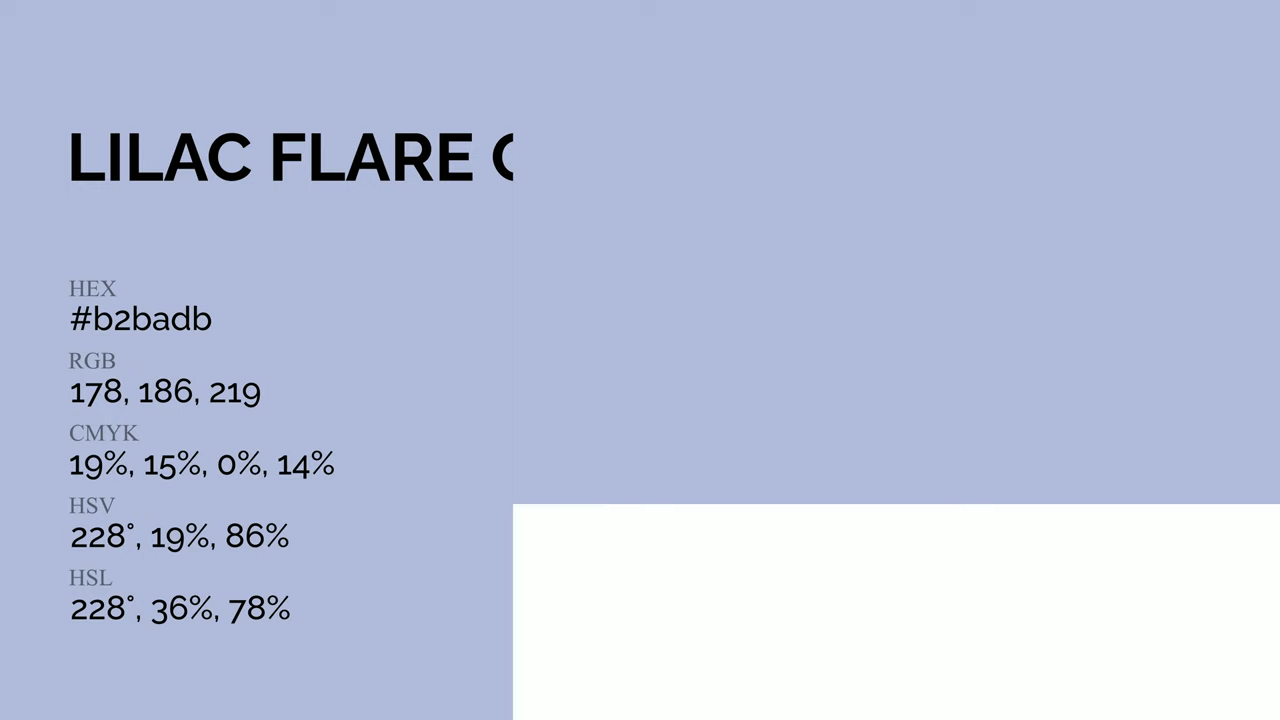 LILAC FLARE
HEX
#b2badb
RGB
178, 186, 219
CMYK
19%, 15%, 0%, 14%
HSV
228°, 19%, 86%
HSL
228°, 36%, 78%